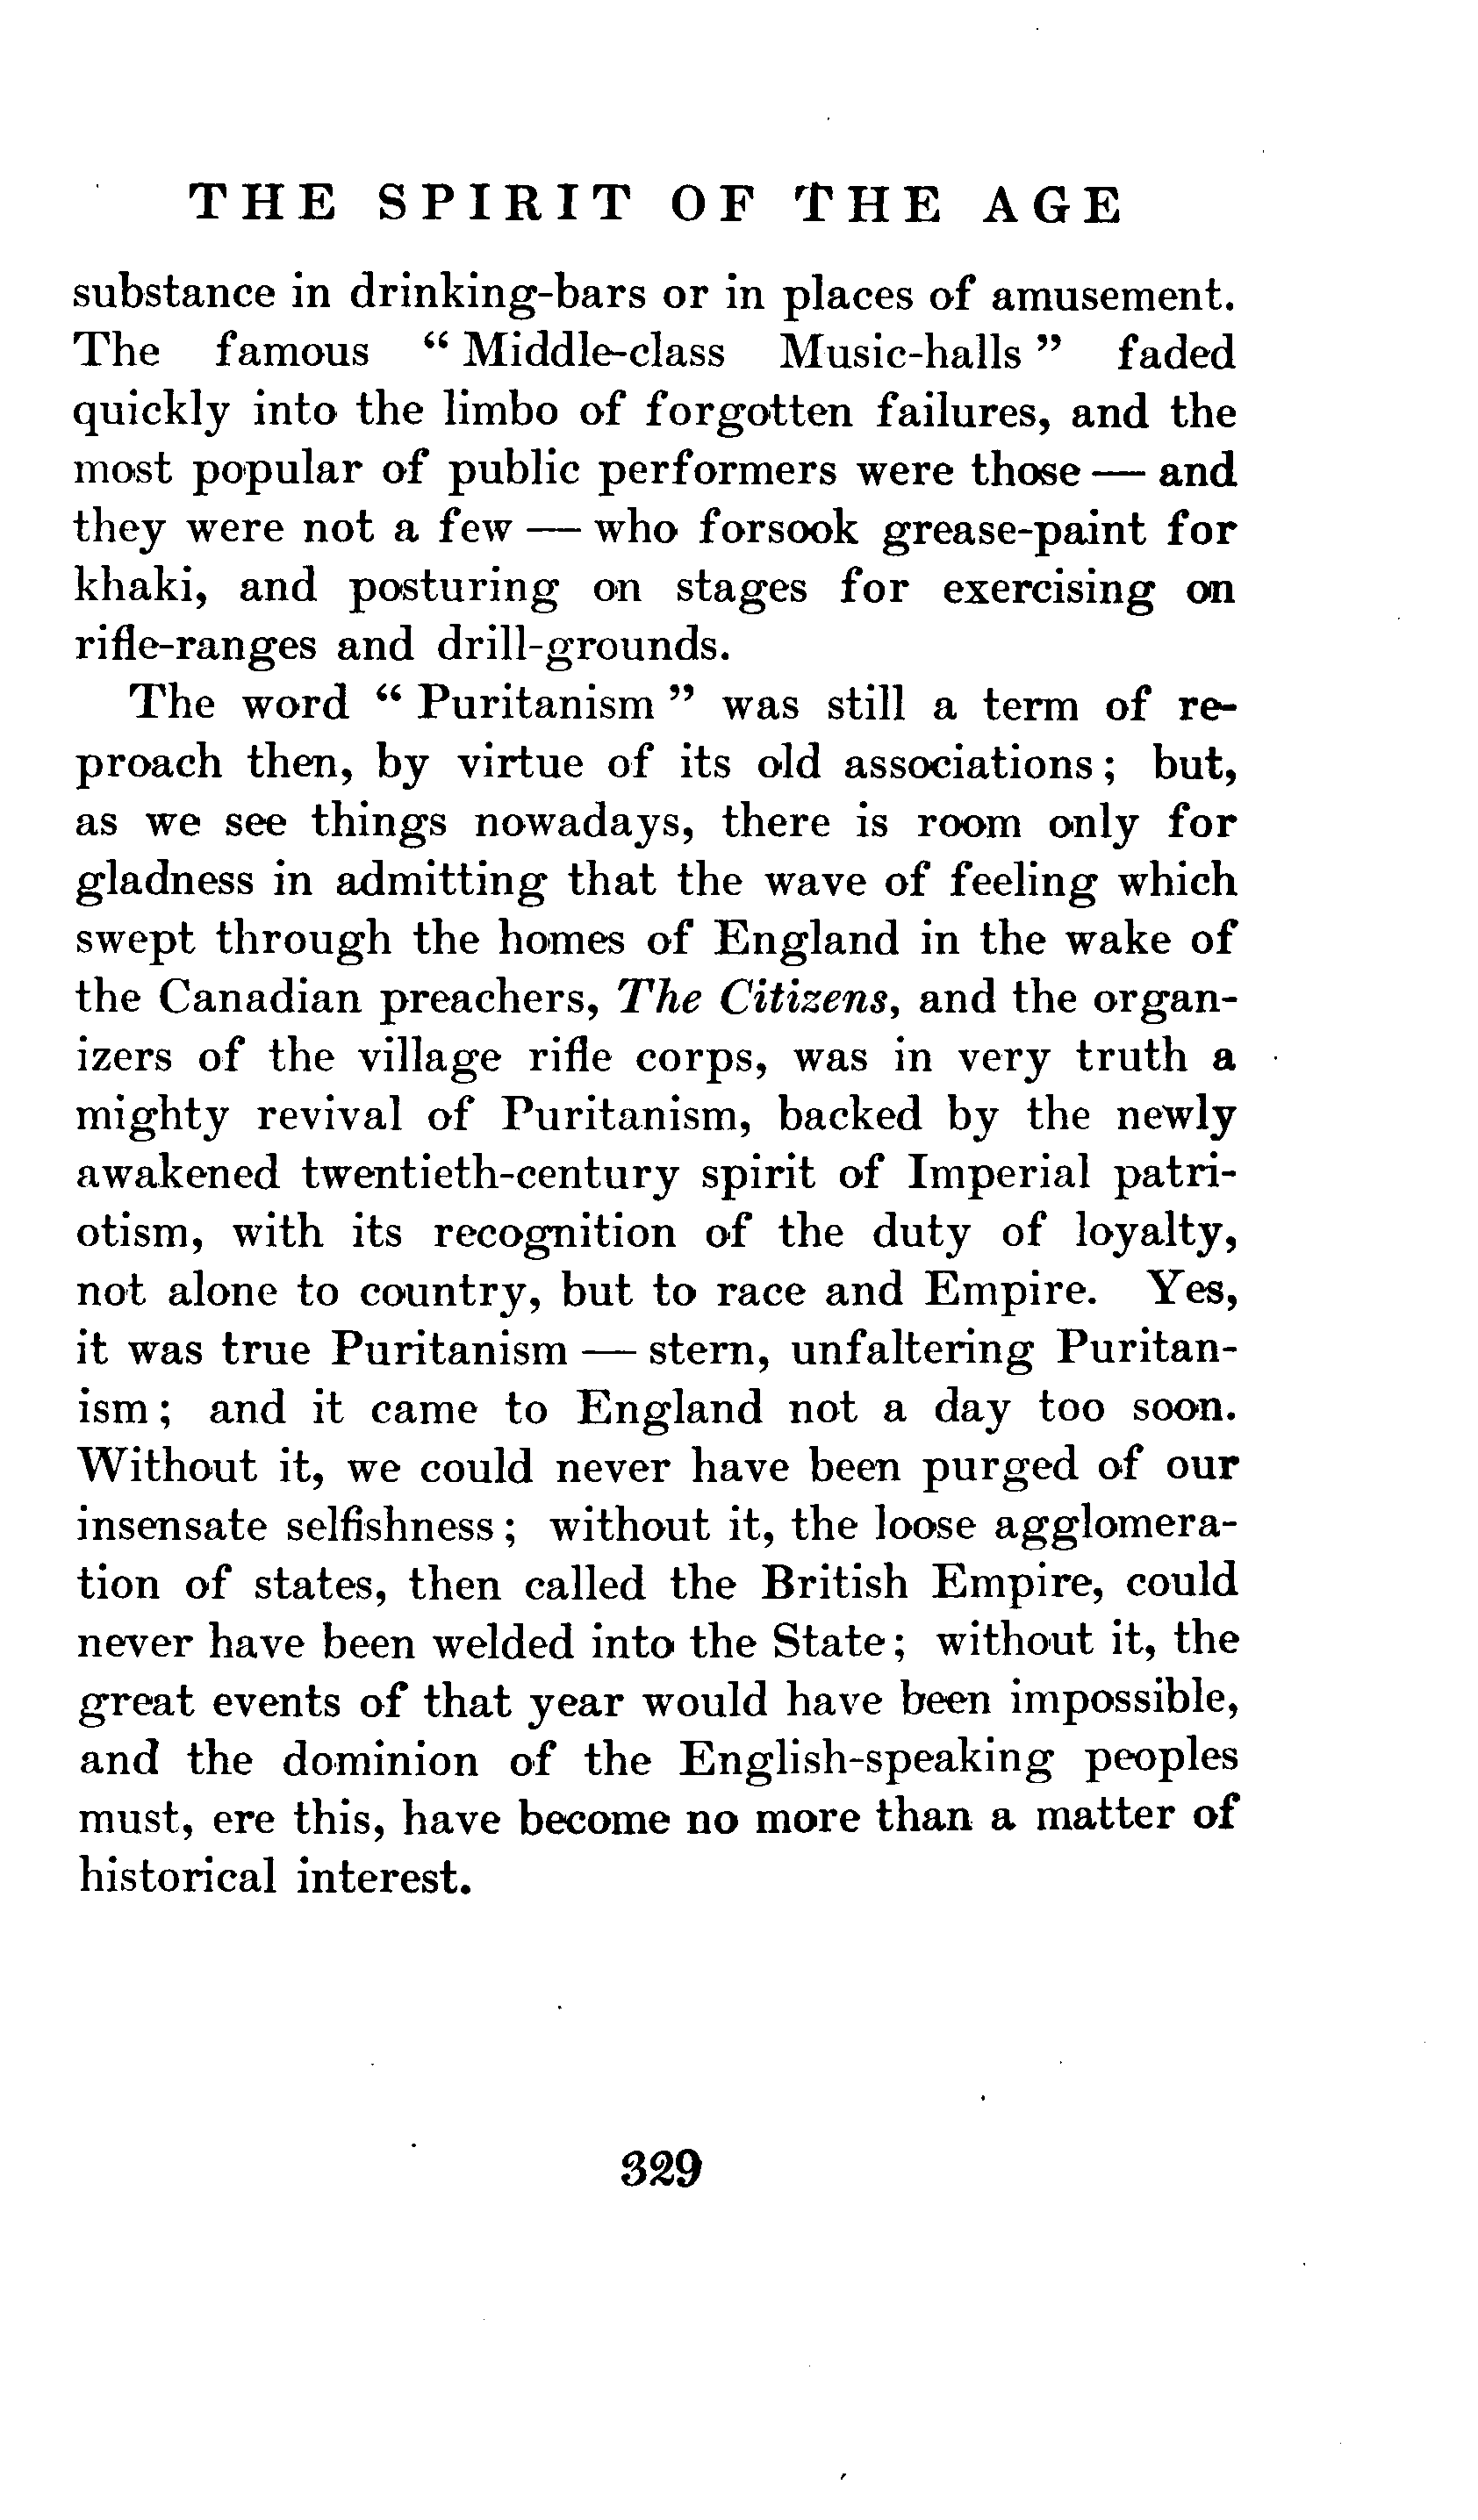 THE SPIRIT OF THE AGE
substance in drinking-bars or in places of amusement.
The famous “ Middle-class Music-halls ” faded
quickly into the limbo of forgotten failures, and the
most popular of public performers were those — and
they were not a few — who forsook grease-paint for
khaki, and posturing on stages for exercising on
rifle-ranges and drill-grounds.
The word “ Puritanism ” was still a term of re-
proach then, by virtue of its old associations; but,
as we see things nowadays, there is room only for
gladness in admitting that the wave of feeling which
swept through the homes of England in the wake of
the Canadian preachers, The Citizens, and the organ-
izers of the village rifle corps, was in very truth a
mighty revival of Puritanism, backed by the newly
awakened twentieth-century spirit of Imperial patri-
otism, with its recognition of the duty of loyalty,
not alone to country, but to race and Empire. Yes,
it was true Puritanism — stern, unfaltering Puritan-
ism; and it came to England not a day too soon.
Without it, we could never have been purged of our
insensate selfishness; without it, the loose agglomera-
tion of states, then called the British Empire, could
never have been welded into the State; without it, the
great events of that year would have been impossible,
and the dominion of the English-speaking peoples
must, ere this, have become no more than a matter of
historical interest.
329